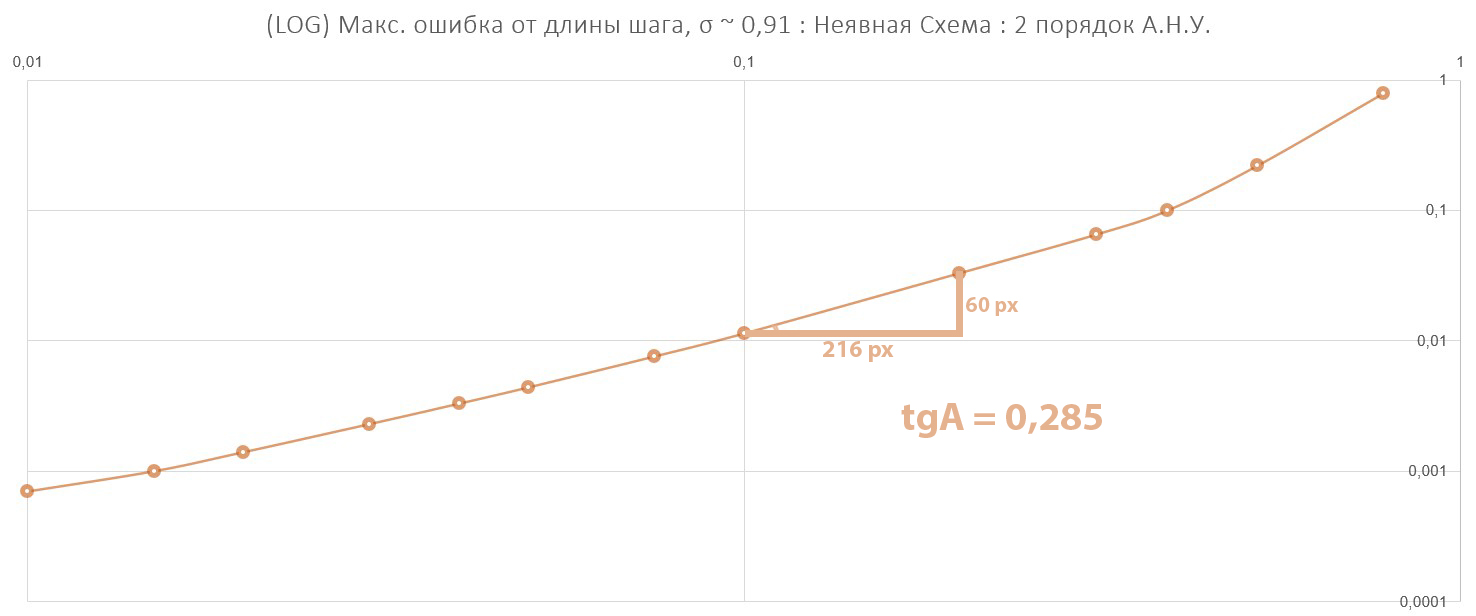 (LOG) Макс. ошибка от длины шага, σ ~ 0,91 : Неявная Схема : 2 порядок А.Н.У.
0,01 0,1 1
1
0,1
60 px
0,01
216 px
tgA = 0,285
0,001
0,0001